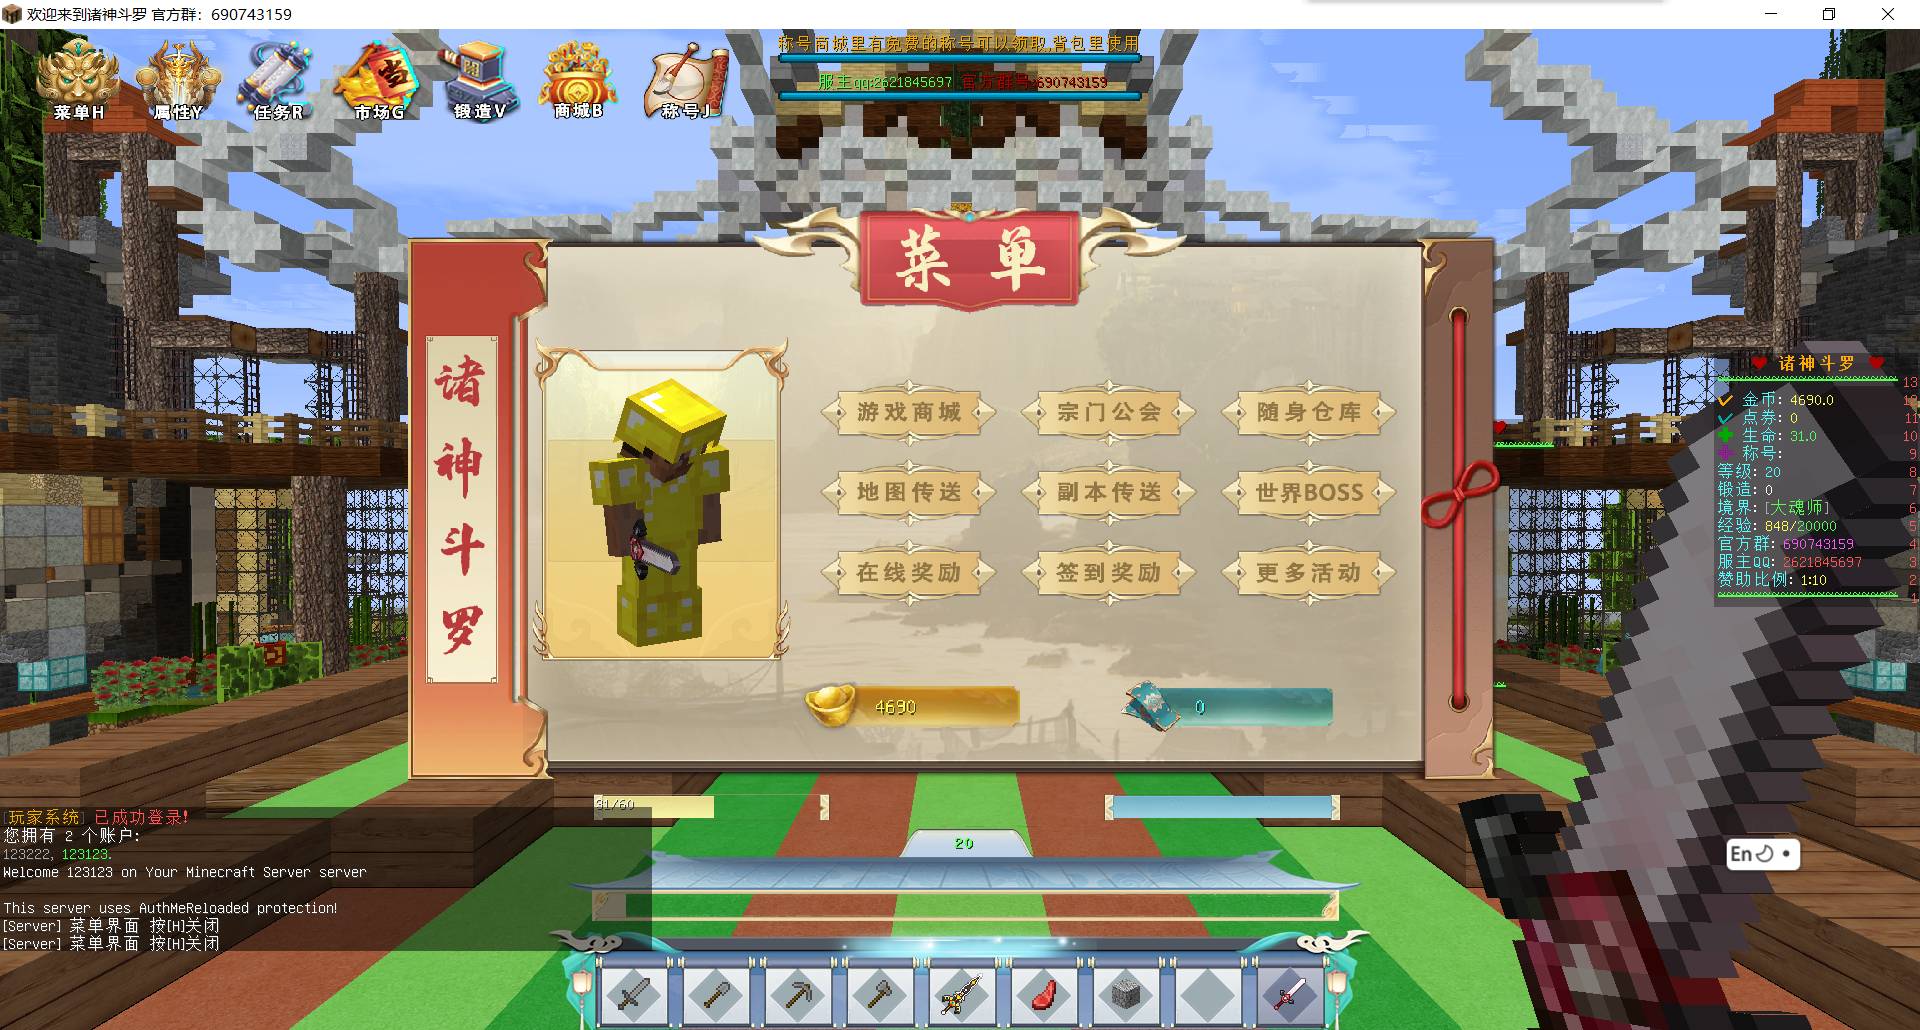 欢迎来到诸神斗罗 官方群：690743159
菜单H
属性Y
任务R
市场G
锻造V
商城B
称号J
称号商城里有免费的称号可以领取,背包里使用
服主qq:2621845697 官方群号:690743159
菜 单
诸神斗罗
游戏商城
宗门公会
随身仓库
地图传送
副本传送
世界BOSS
在线奖励
签到奖励
更多活动
4690
0
诸神斗罗
13
金币: 4690.0 12
点券: 0 11
生命: 31.0 10
称号: 9
等级: 20 8
锻造: 0 7
境界: [大魂师] 6
经验: 848/20000 5
官方群: 690743159 4
服主QQ: 2621845697 3
赞助比例: 1:10 2
1
31/60
20
[玩家系统] 已成功登录!
您拥有 2 个账户:
123222, 123123.
Welcome 123123 on Your Minecraft Server server
This server uses AuthMeReloaded protection!
[Server] 菜单界面 按[H]关闭
[Server] 菜单界面 按[H]关闭
En